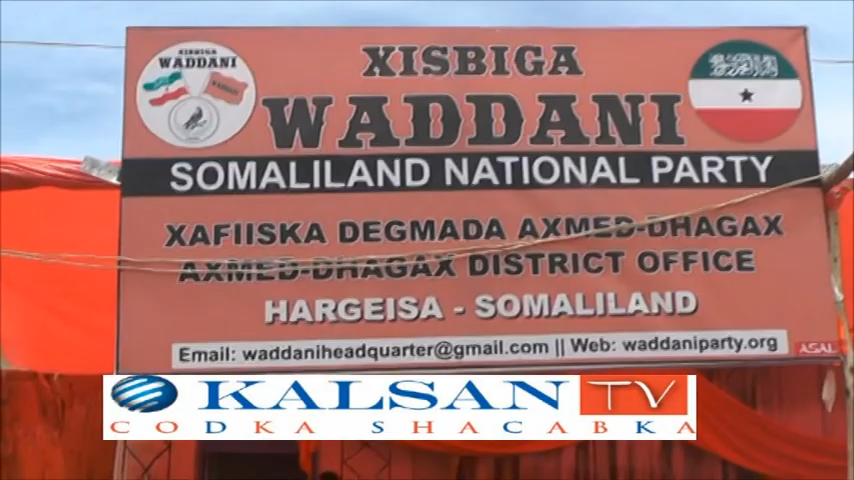 XISBIGA
WADDANI
XISBIGA
WADDANI
SOMALILAND NATIONAL PARTY
XAFIISKA DEGMADA AXMED-DHAGAX
AXMED-DHAGAX DISTRICT OFFICE
HARGEISA - SOMALILAND
Email: waddaniheadquarter@gmail.com || Web: waddaniparty.org
ASAL
KALSAN TV
CODKA SHACABKA